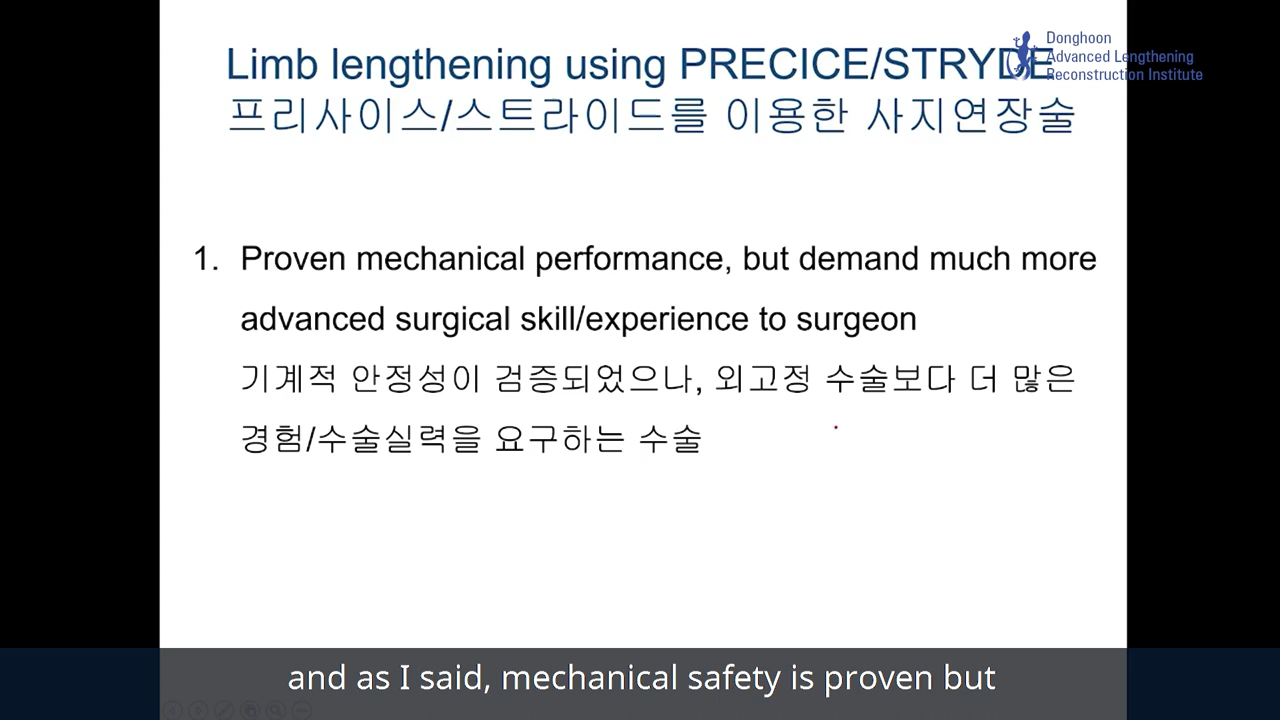 Limb lengthening using PRECICE/STRYDE
프리사이스/스트라이드를 이용한 사지연장술
Donghoon
Advanced Lengthening
Reconstruction Institute
1. Proven mechanical performance, but demand much more
advanced surgical skill/experience to surgeon
기계적 안정성이 검증되었으나, 외고정 수술보다 더 많은
경험/수술실력을 요구하는 수술
and as I said, mechanical safety is proven but